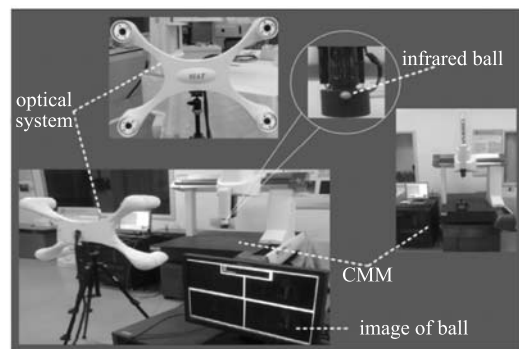 infrared ball
optical
system
CMM
image of ball